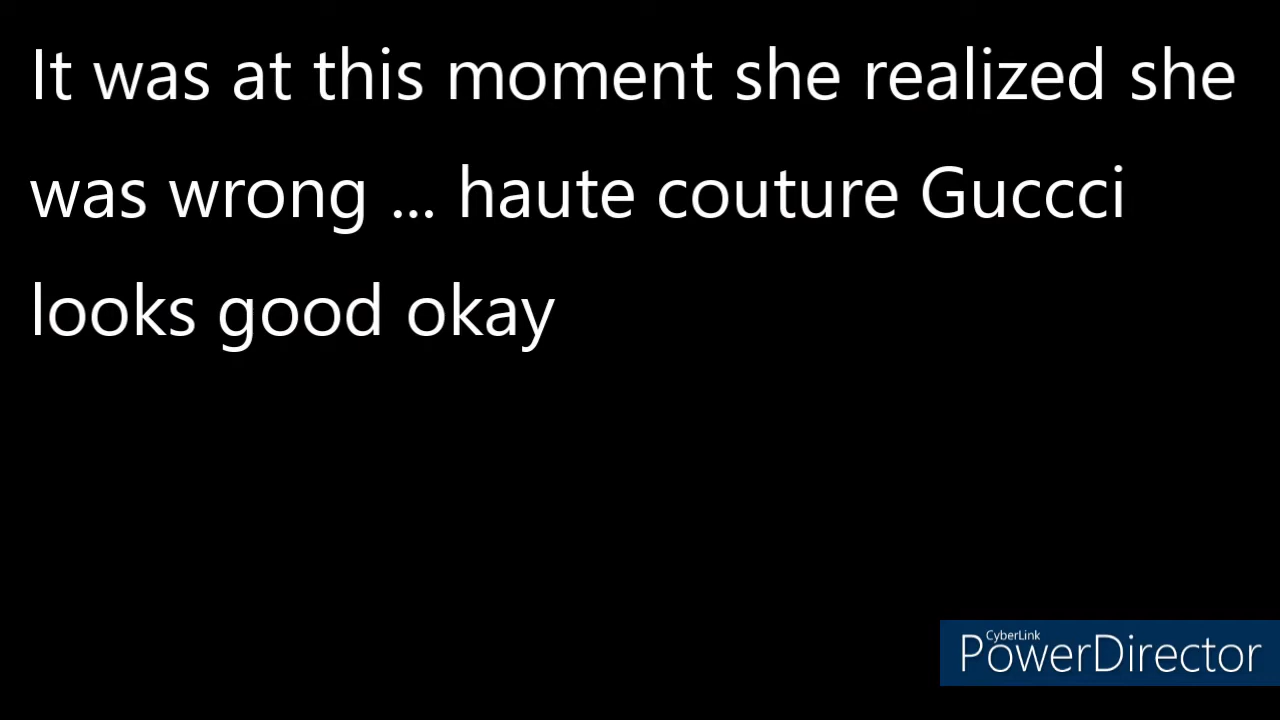 It was at this moment she realized she
was wrong ... haute couture Guccci
looks good okay
CyberLink
PowerDirector